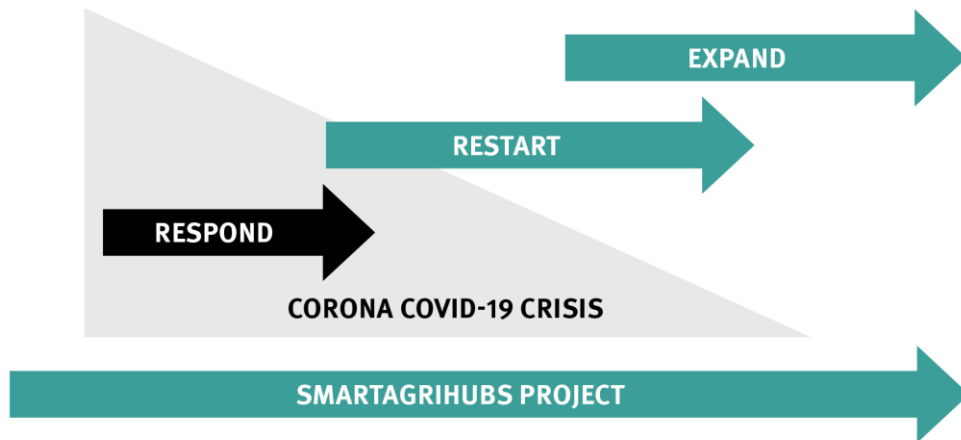 EXPAND
RESTART
RESPOND
CORONA COVID-19 CRISIS
SMARTAGRIHUBS PROJECT